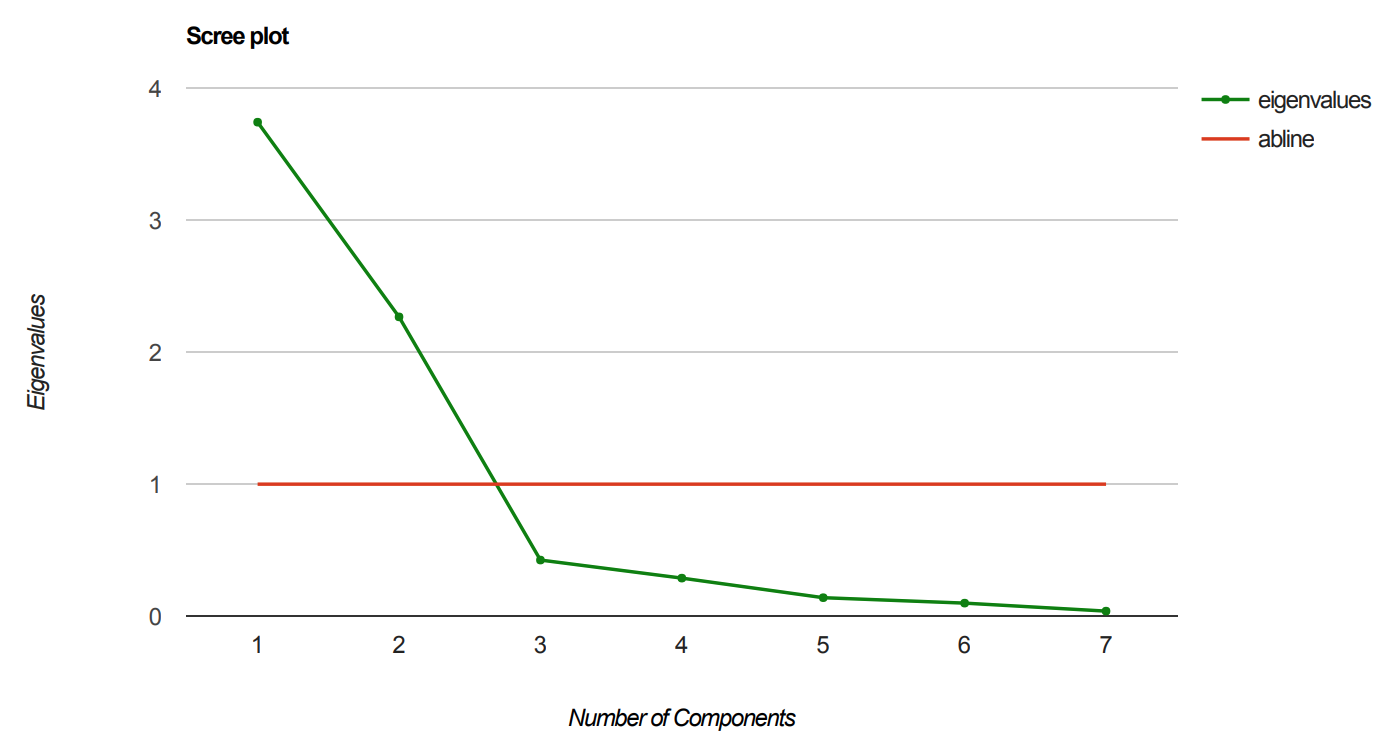 Scree plot
4
3
2
1
0
Eigenvalues
1 2 3 4 5 6 7
Number of Components
eigenvalues
abline